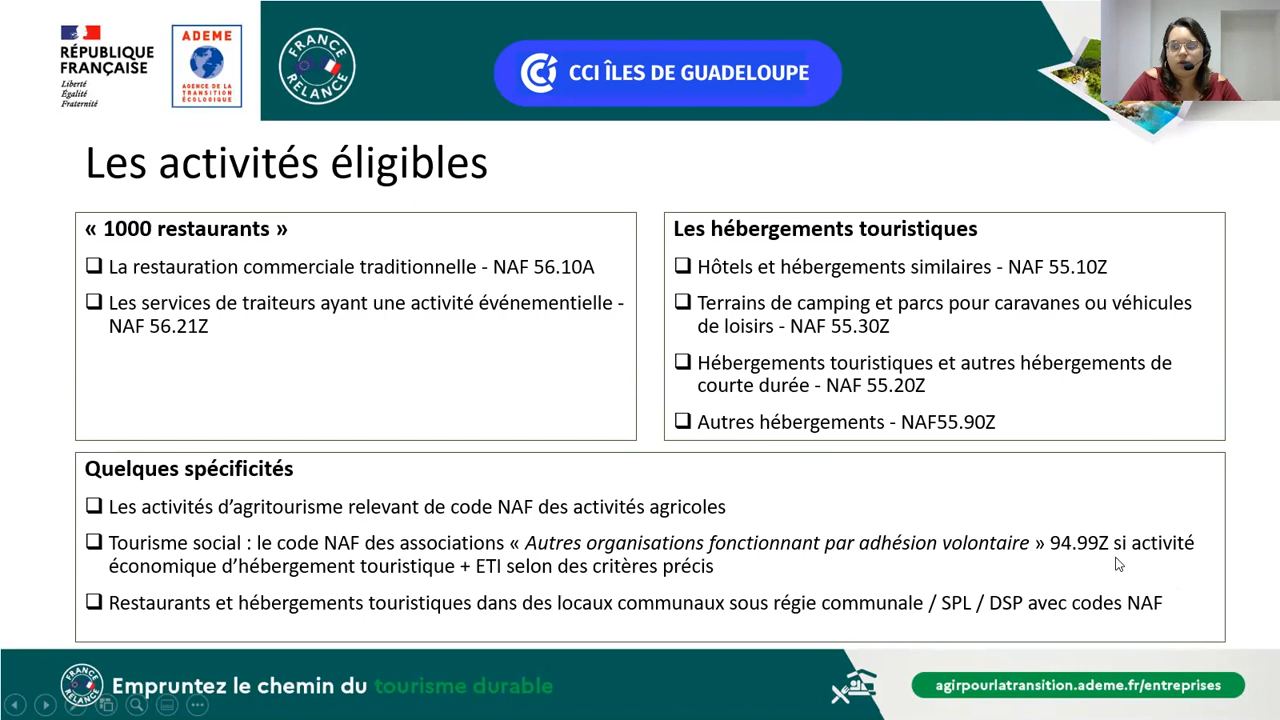 RÉPUBLIQUE
FRANÇAISE
Liberté
Égalité
Fraternité
ADEME
AGENCE DE LA
TRANSITION
ÉCOLOGIQUE
FRANCE
RELANCE
CCI ÎLES DE GUADELOUPE
Les activités éligibles
« 1000 restaurants »
La restauration commerciale traditionnelle - NAF 56.10A
Les services de traiteurs ayant une activité événementielle -
NAF 56.21Z
Les hébergements touristiques
Hôtels et hébergements similaires - NAF 55.10Z
Terrains de camping et parcs pour caravanes ou véhicules
de loisirs - NAF 55.30Z
Hébergements touristiques et autres hébergements de
courte durée - NAF 55.20Z
Autres hébergements - NAF55.90Z
Quelques spécificités
Les activités d’agritourisme relevant de code NAF des activités agricoles
Tourisme social : le code NAF des associations « Autres organisations fonctionnant par adhésion volontaire » 94.99Z si activité
économique d’hébergement touristique + ETI selon des critères précis
Restaurants et hébergements touristiques dans des locaux communaux sous régie communale / SPL / DSP avec codes NAF
FRANCE
RELANCE
Empruntez le chemin du tourisme durable
agirpourlatransition.ademe.fr/entreprises